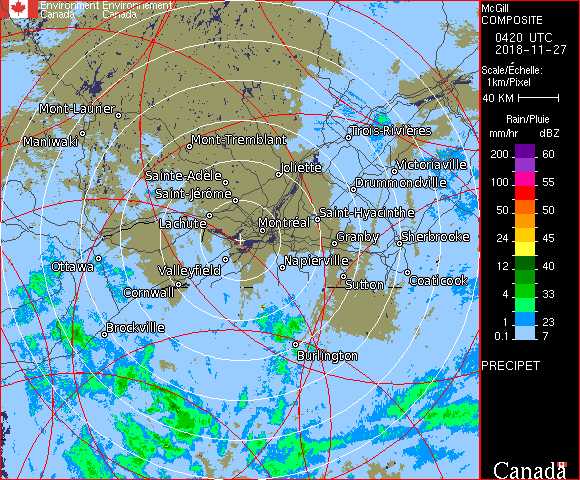 Environment Environnement
Canada Canada
McGill
COMPOSITE
0420 UTC
2018-11-27
Scale/Échelle:
1km/Pixel
40 KM
Rain/Pluie
mm/hr dBZ
200 60
100 55
50 50
24 45
12 40
4 33
1 23
0.1 7
PRECIPET
Canada
Mont-Laurier
Maniwaki
Trois-Rivières
Mont-Tremblant
Joliette
Victoriaville
Sainte-Adèle
Drummondville
Saint-Jérôme
Saint-Hyacinthe
Lachute
Montréal
Granby
Sherbrooke
Ottawa
Valleyfield
Napierville
Sutton
Coaticook
Cornwall
Brockville
Burlington